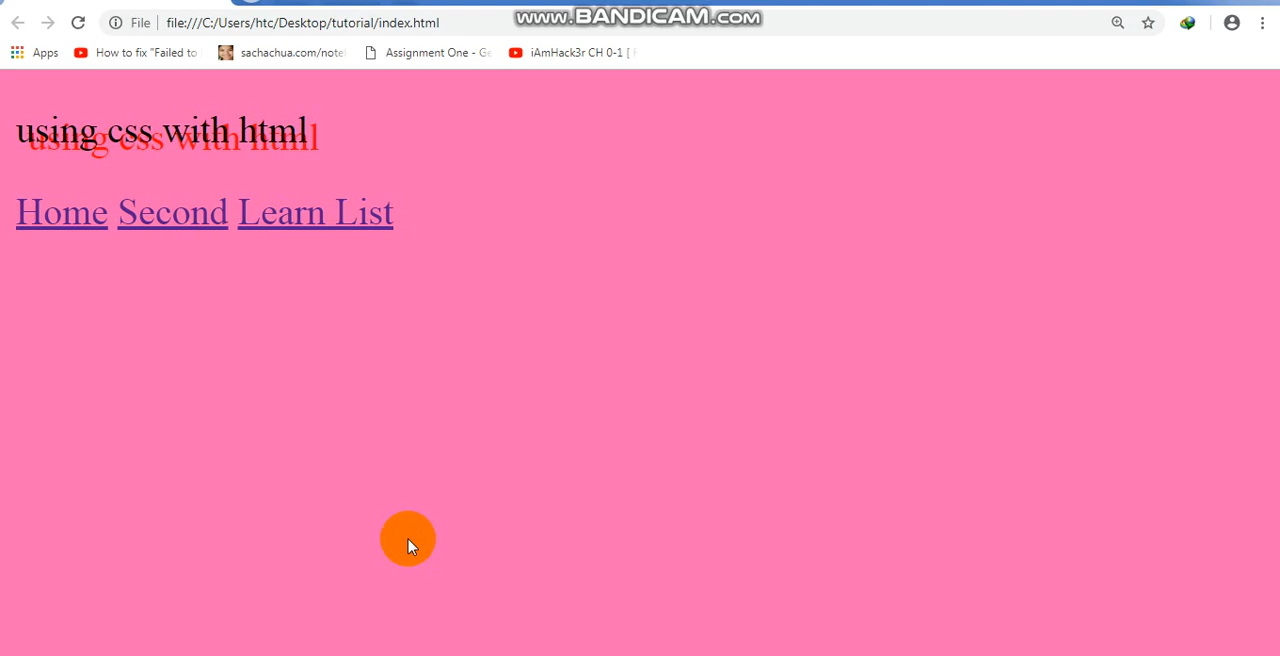 File file:///C:/Users/htc/Desktop/tutorial/index.html
www.BANDICAM.com
Apps How to fix "Failed to sachachua.com/note Assignment One - Ge iAmHack3r CH 0-1 [
using css with html
using css with html
Home Second Learn List